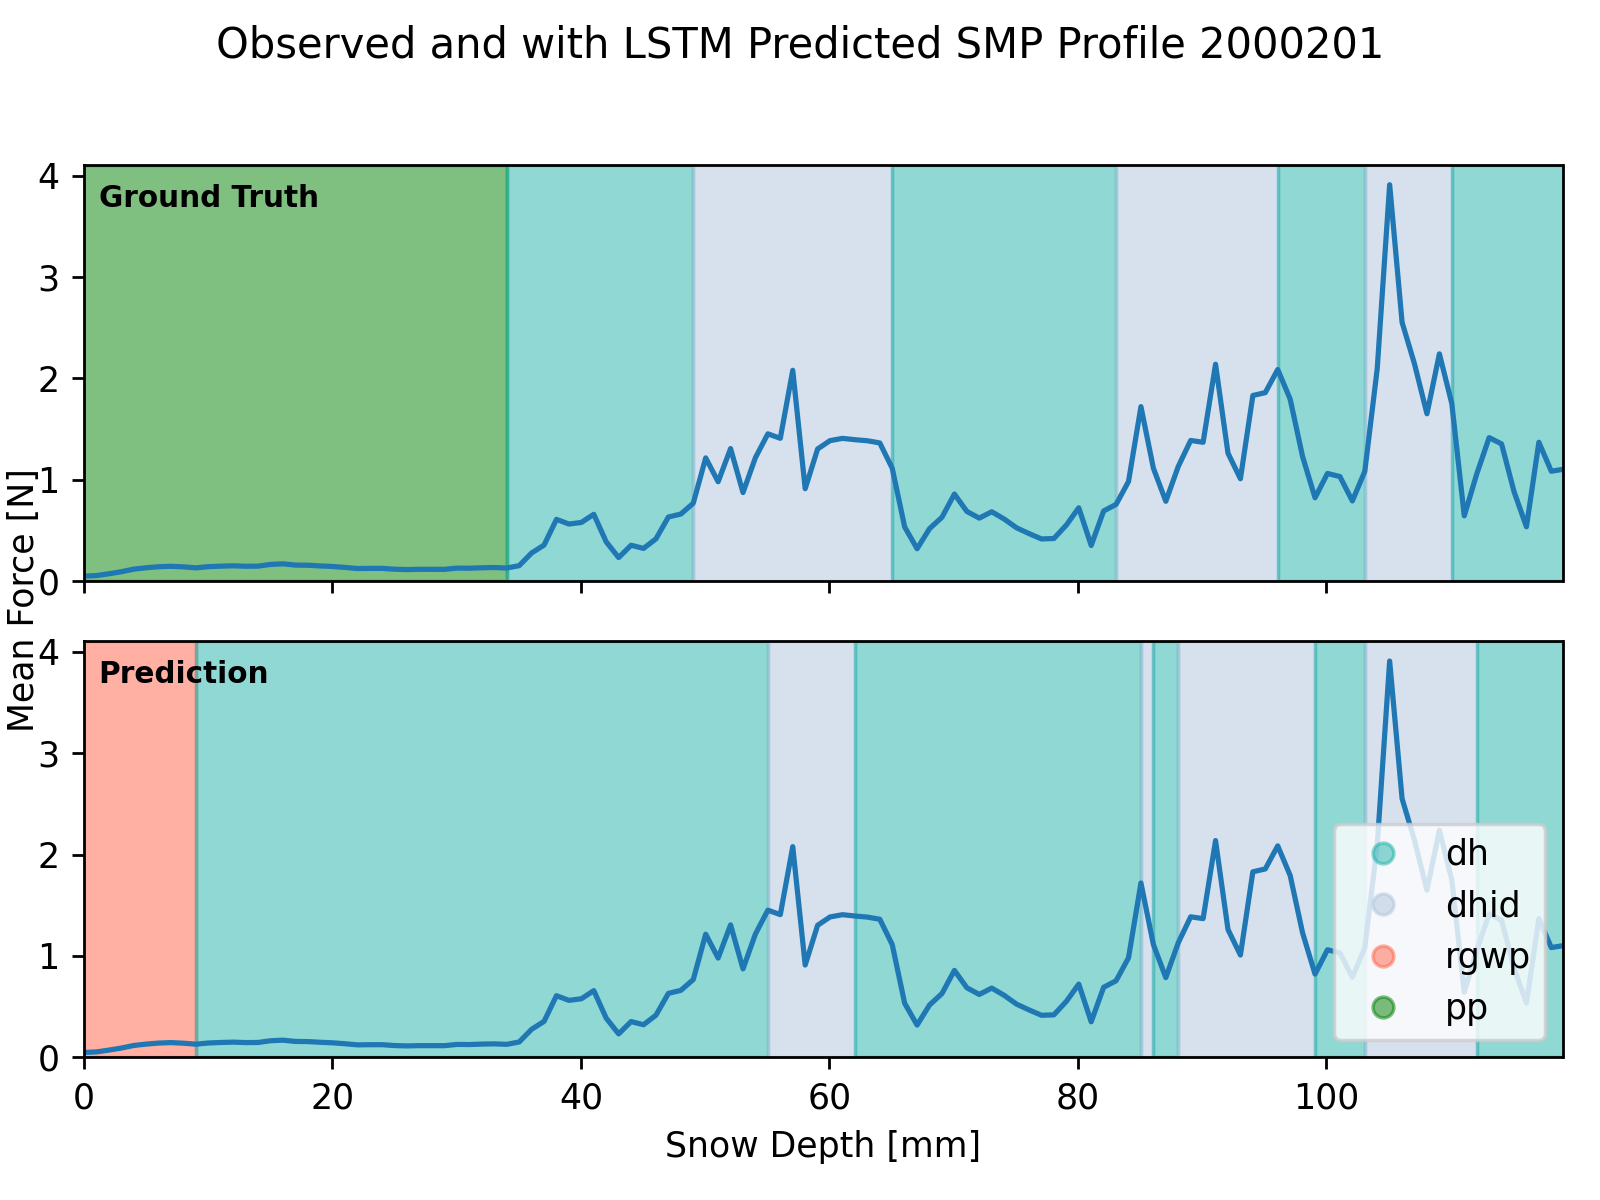 Observed and with LSTM Predicted SMP Profile 2000201
4
3
2
1
0
Ground Truth
Mean Force [N]
4
3
2
1
0
Prediction
dh
dhid
rgwp
pp
0 20 40 60 80 100
Snow Depth [mm]